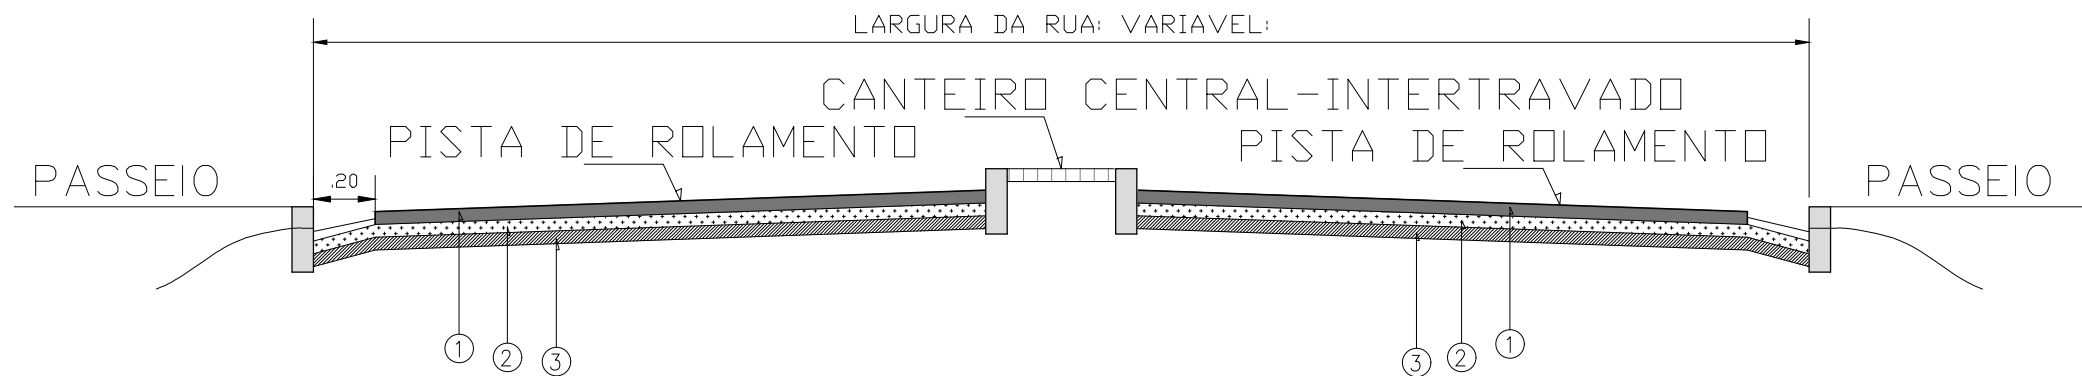 LARGURA DA RUA: VARIAVEL:
CANTEIRO CENTRAL-INTERTRAVADO
PISTA DE ROLAMENTO
PISTA DE ROLAMENTO
PASSEIO
.20
PASSEIO
1
2
3
3
2
1